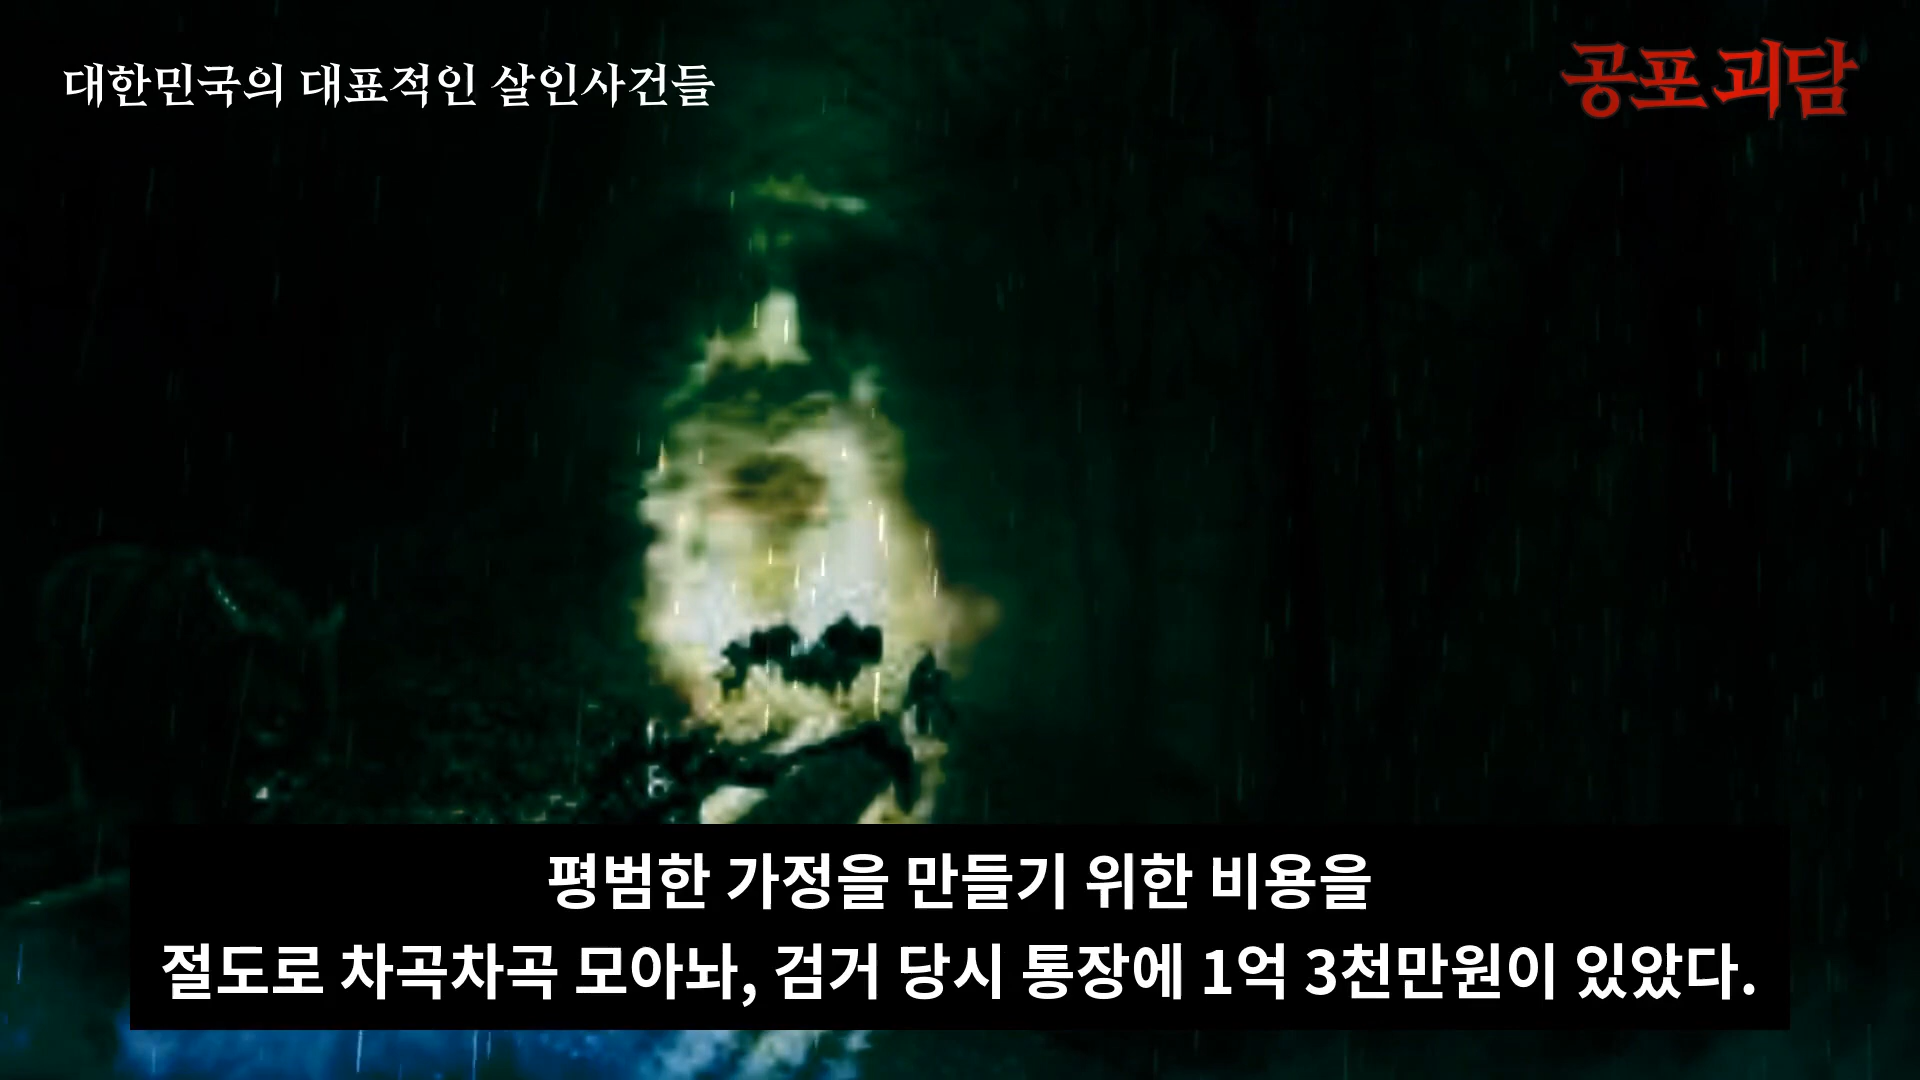 대한민국의 대표적인 살인사건들
공포 괴담
평범한 가정을 만들기 위한 비용을
절도로 차곡차곡 모아놔, 검거 당시 통장에 1억 3천만원이 있었다.